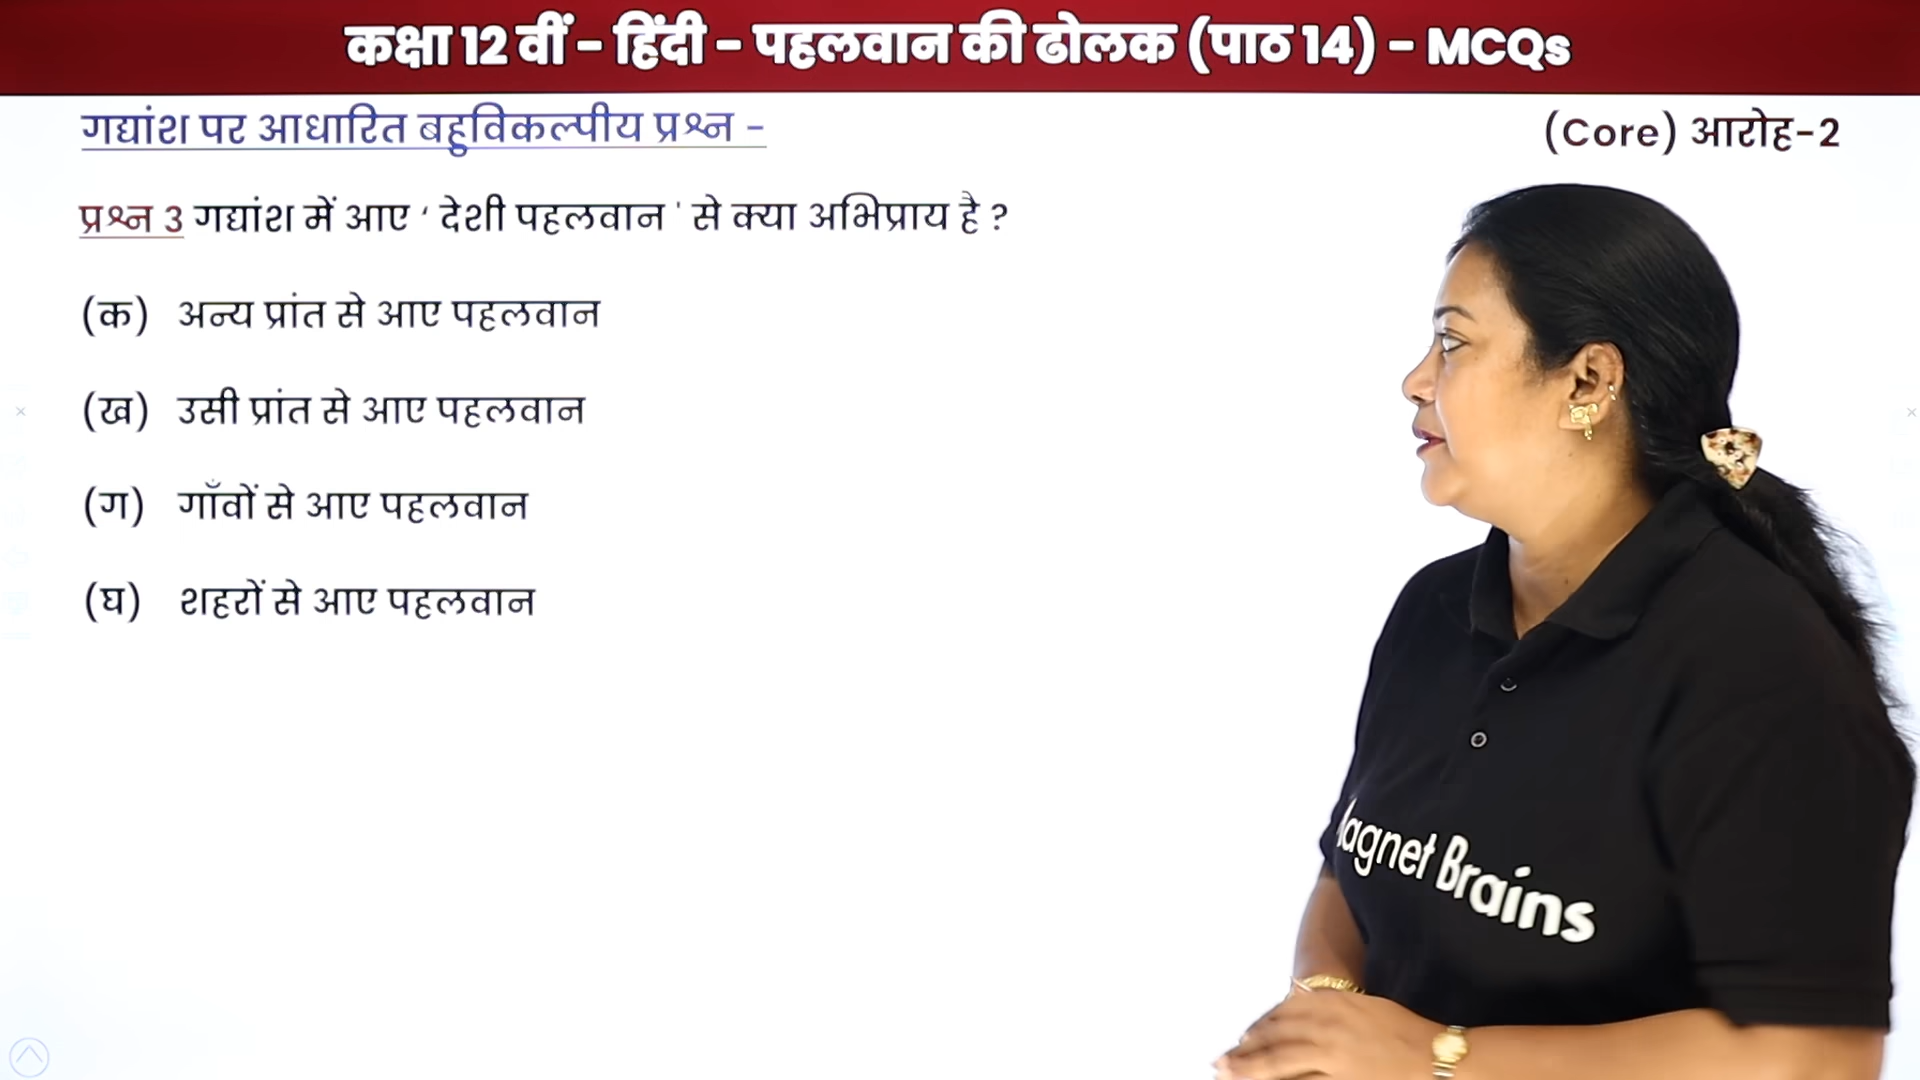 कक्षा 12 वीं - हिंदी - पहलवान की ढोलक (पाठ 14) - MCQs
गद्यांश पर आधारित बहुविकल्पीय प्रश्न -
(Core) आरोह-2
प्रश्न 3 गद्यांश में आए ' देशी पहलवान ' से क्या अभिप्राय है ?
(क) अन्य प्रांत से आए पहलवान
(ख) उसी प्रांत से आए पहलवान
(ग) गाँवों से आए पहलवान
(घ) शहरों से आए पहलवान
agnet Brains